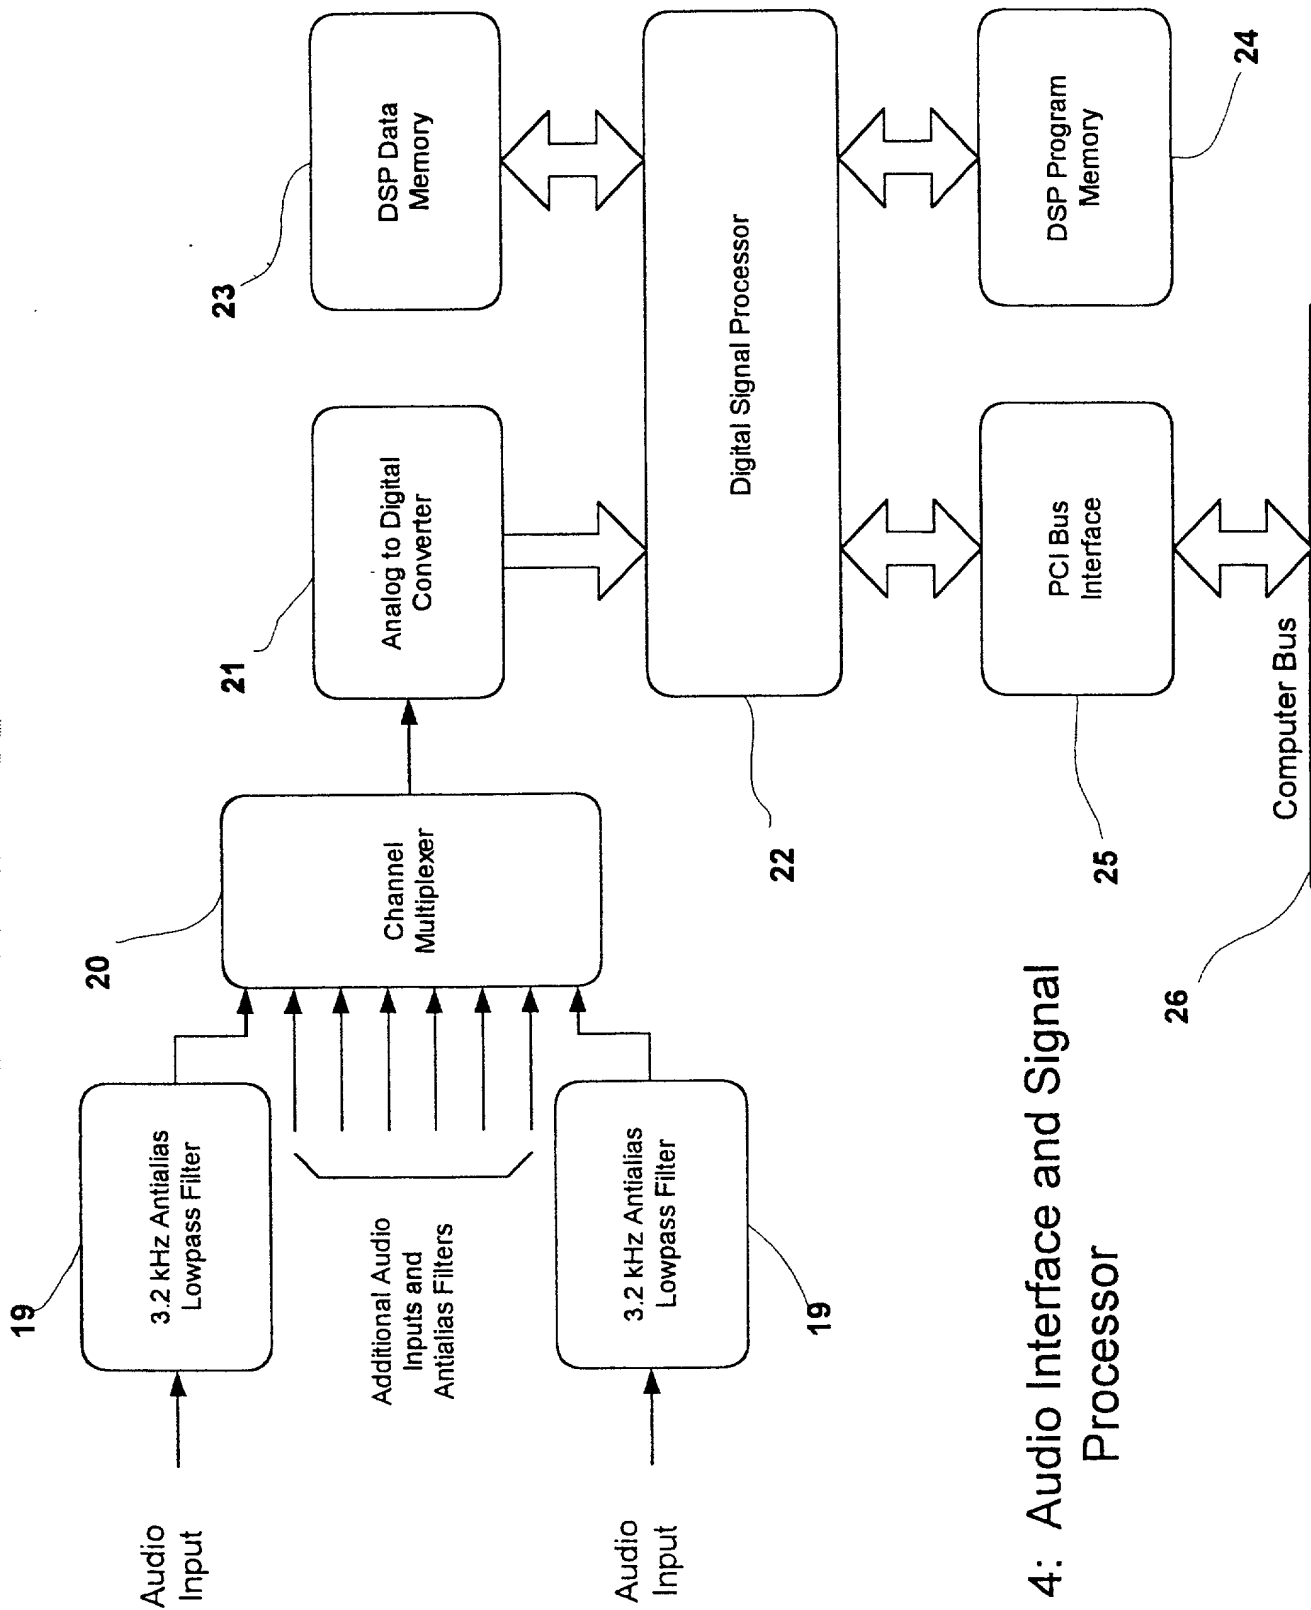 19
Audio
Input
3.2 kHz Antialias
Lowpass Filter
20
Channel
Multiplexer
Additional Audio
Inputs and
Antialias Filters
Audio
Input
3.2 kHz Antialias
Lowpass Filter
19
21
Analog to Digital
Converter
23
DSP Data
Memory
Digital Signal Processor
22
PCI Bus
Interface
25
DSP Program
Memory
24
Computer Bus
26
4: Audio Interface and Signal
Processor